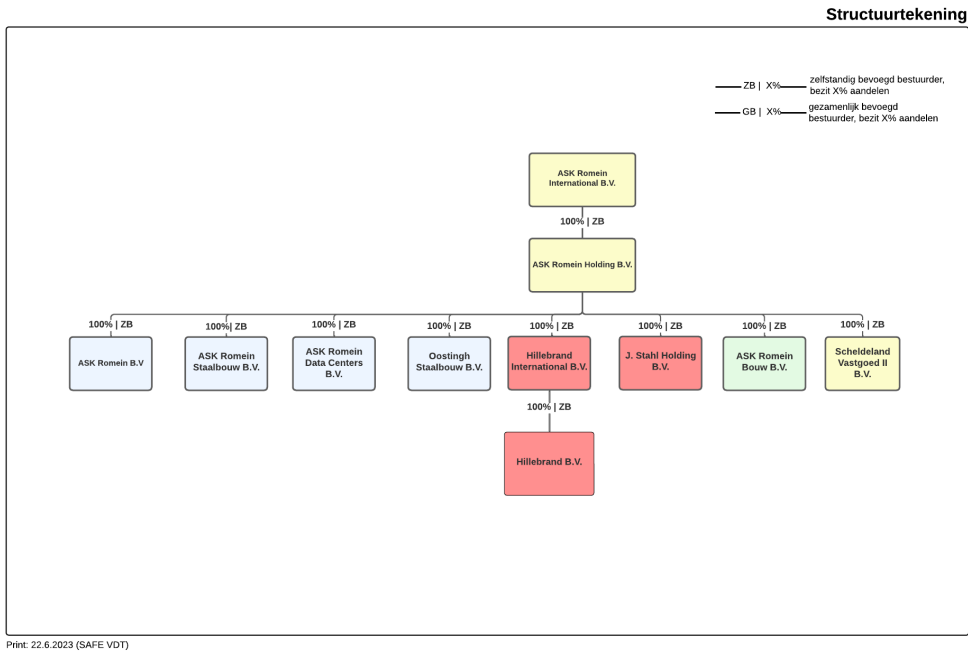 Structuurtekening
ZB | X%
zelfstandig bevoegd bestuurder,
bezit X% aandelen
GB | X%
gezamenlijk bevoegd
bestuurder, bezit X% aandelen
ASK Romein
International B.V.
100% | ZB
ASK Romein Holding B.V.
100%| ZB
100%| ZB
100% | ZB
100% | ZB
100% | ZB
100% | ZB
100% | ZB
100% | ZB
ASK Romein B.V
ASK Romein
Staalbouw B.V.
ASK Romein
Data Centers
B.V.
Oostingh
Staalbouw B.V.
Hillebrand
International B.V.
J. Stahl Holding
B.V.
ASK Romein
Bouw B.V.
Scheldeland
Vastgoed II
B.V.
100% | ZB
Hillebrand B.V.
Print: 22.6.2023 (SAFE VDT)